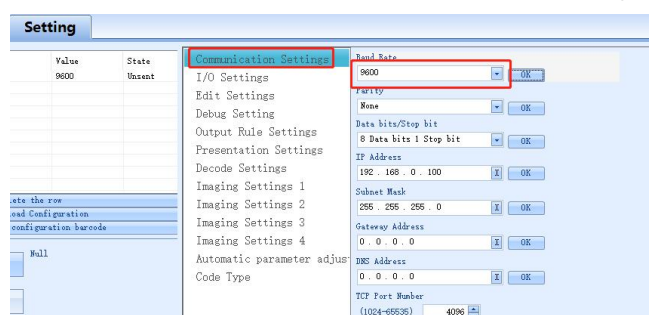 Setting
Value State
9600 Unsent
lete the row
oad Configuration
configuration barcode
Null
Communication Settings
I/O Settings
Edit Settings
Debug Setting
Output Rule Settings
Presentation Settings
Decode Settings
Imaging Settings 1
Imaging Settings 2
Imaging Settings 3
Imaging Settings 4
Automatic parameter adjus
Code Type
Baud Rate
9600 OK
Parity
None OK
Data bits/Stop bit
8 Data bits 1 Stop bit OK
IP Address
192 . 168 . 0 . 100 X OK
Subnet Mask
255 . 255 . 255 . 0 X OK
Gateway Address
0 . 0 . 0 . 0 X OK
DNS Address
0 . 0 . 0 . 0 X OK
TCP Port Number
(1024-65535) 4096